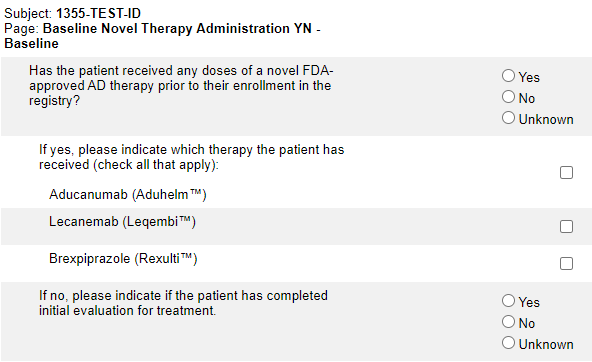 Subject: 1355-TEST-ID
Page: Baseline Novel Therapy Administration YN -
Baseline
Has the patient received any doses of a novel FDA-
approved AD therapy prior to their enrollment in the
registry?
Yes
No
Unknown
If yes, please indicate which therapy the patient has
received (check all that apply):
Aducanumab (Aduhelm™)
Lecanemab (Leqembi™)
Brexpiprazole (Rexulti™)
If no, please indicate if the patient has completed
initial evaluation for treatment.
Yes
No
Unknown